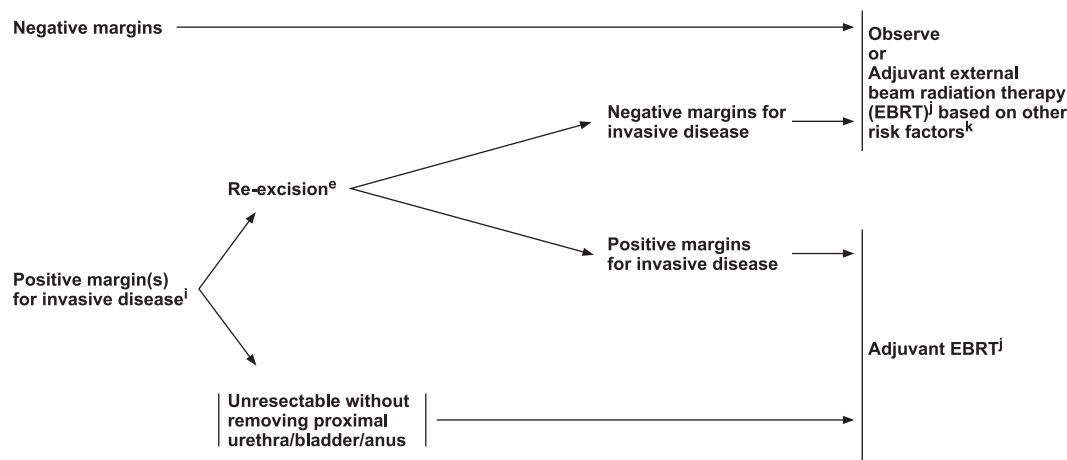 Negative margins
Observe
or
Adjuvant external
beam radiation therapy
(EBRT)j based on other
risk factorsk
Negative margins for
invasive disease
Re-excisione
Positive margins
for invasive disease
Positive margin(s)
for invasive diseasei
Adjuvant EBRTj
Unresectable without
removing proximal
urethra/bladder/anus